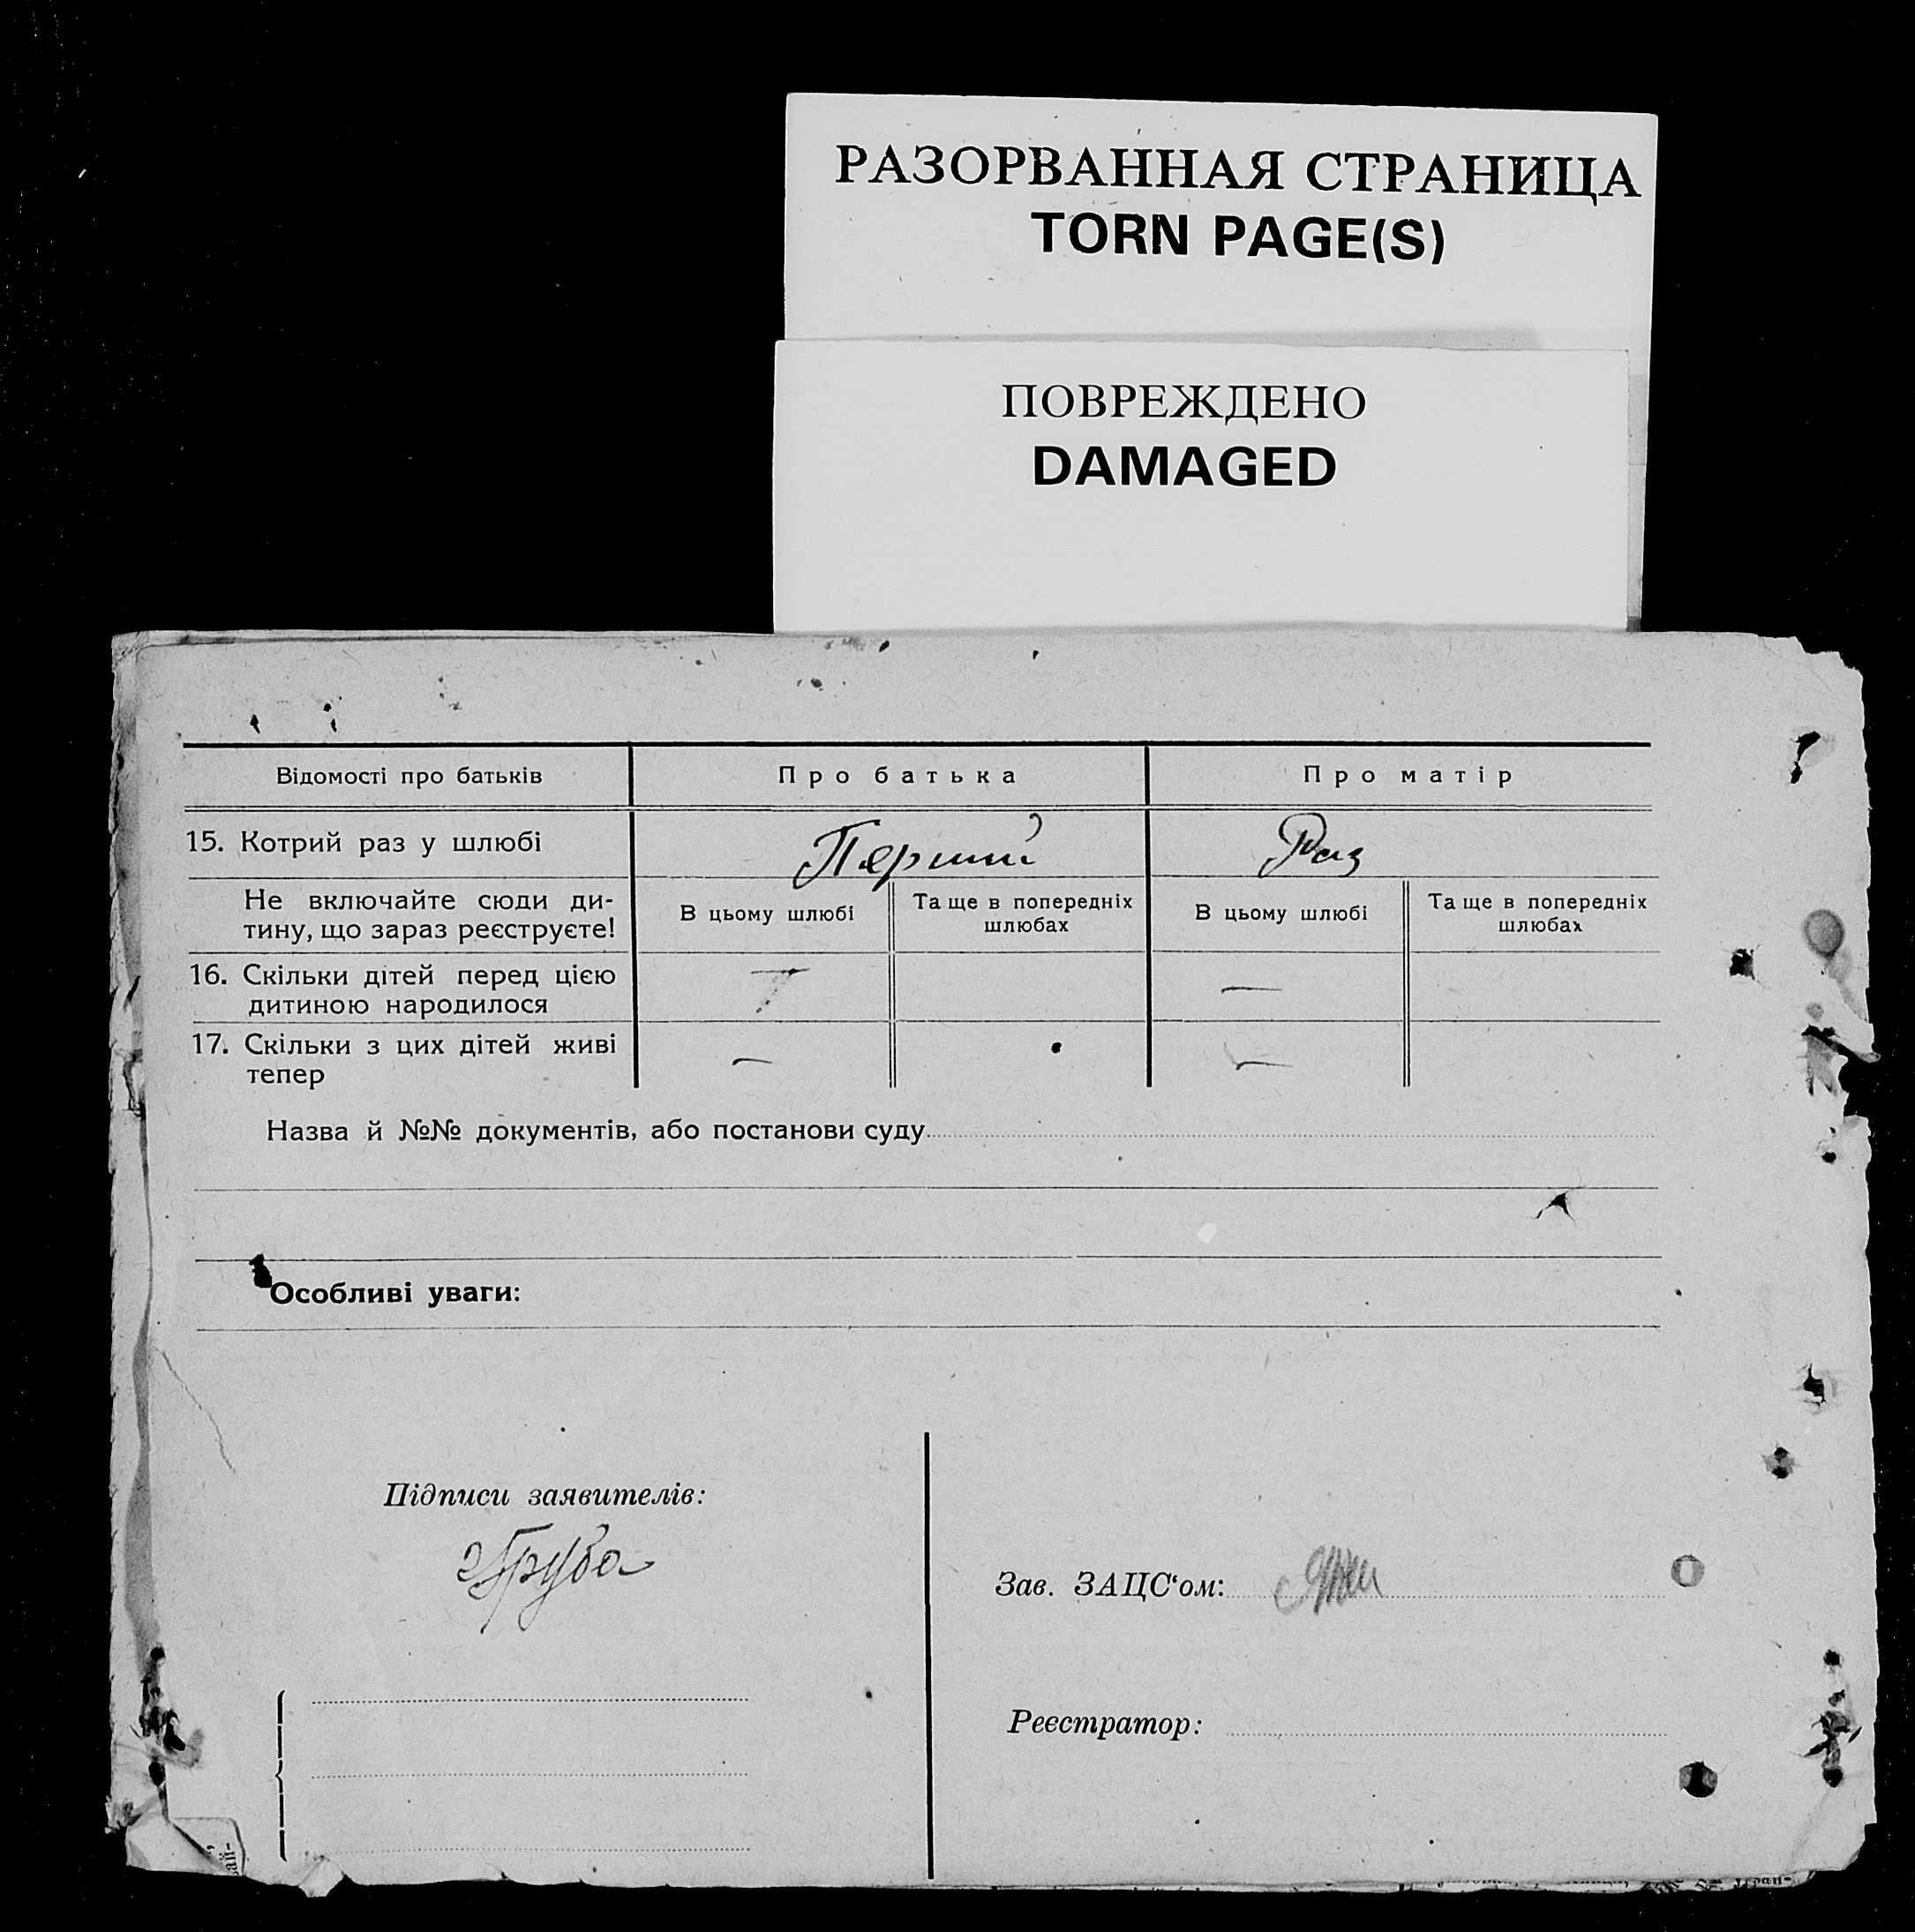 РАЗОРВАННАЯ СТРАНИЦА
TORN PAGE(S)
ПОВРЕЖДЕНО
DAMAGED
Відомості про батьків
Про батька
Про матір
15. Котрий раз у шлюбі
Перший
Раз
Не включайте сюди ди-
тину, що зараз реєструєте!
В цьому шлюбі
Та ще в попередніх
шлюбах
В цьому шлюбі
Та ще в попередніх
шлюбах
16. Скільки дітей перед цією
дитиною народилося
—
—
17. Скільки з цих дітей живі
тепер
—
—
Назва й №№ документів, або постанови суду
Особливі уваги:
Підписи заявителів:
Груба
Зав. ЗАЦС‘ом:
Реєстратор: